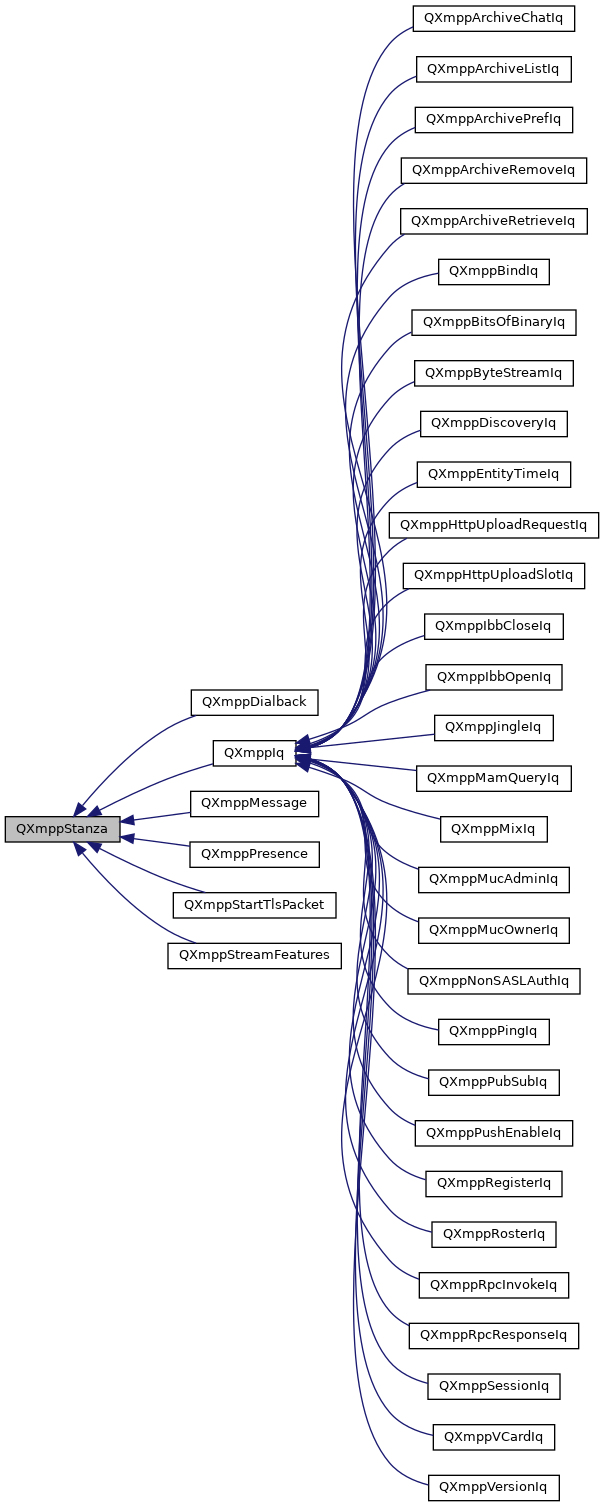 QXmppArchiveChatIq
QXmppArchiveListIq
QXmppArchivePrefIq
QXmppArchiveRemoveIq
QXmppArchiveRetrieveIq
QXmppBindIq
QXmppBitsOfBinaryIq
QXmppByteStreamIq
QXmppDiscoveryIq
QXmppEntityTimeIq
QXmppHttpUploadRequestIq
QXmppHttpUploadSlotIq
QXmppIbbCloseIq
QXmppIbbOpenIq
QXmppDialback
QXmppJingleIq
QXmppIq
QXmppMamQueryIq
QXmppMessage
QXmppStanza
QXmppMixIq
QXmppPresence
QXmppMucAdminIq
QXmppStartTlsPacket
QXmppMucOwnerIq
QXmppStreamFeatures
QXmppNonSASLAuthIq
QXmppPingIq
QXmppPubSubIq
QXmppPushEnableIq
QXmppRegisterIq
QXmppRosterIq
QXmppRpcInvokeIq
QXmppRpcResponseIq
QXmppSessionIq
QXmppVCardIq
QXmppVersionIq